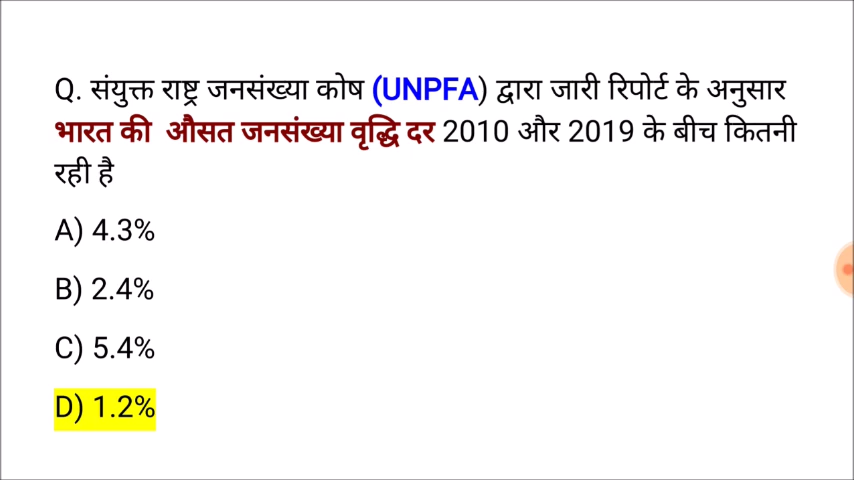 Q. संयुक्त राष्ट्र जनसंख्या कोष (UNPFA) द्वारा जारी रिपोर्ट के अनुसार
भारत की औसत जनसंख्या वृद्धि दर 2010 और 2019 के बीच कितनी
रही है
A) 4.3%
B) 2.4%
C) 5.4%
D) 1.2%